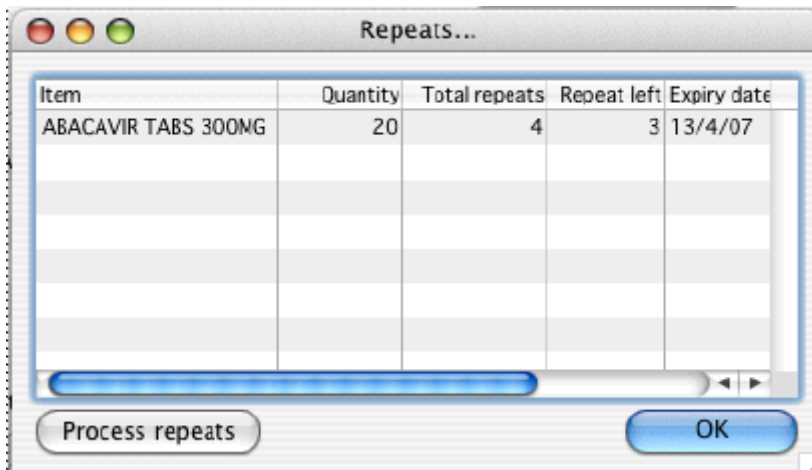 Repeats...
Item Quantity Total repeats Repeat left Expiry date
ABACAVIR TABS 300MG 20 4 3 13/4/07
Process repeats OK